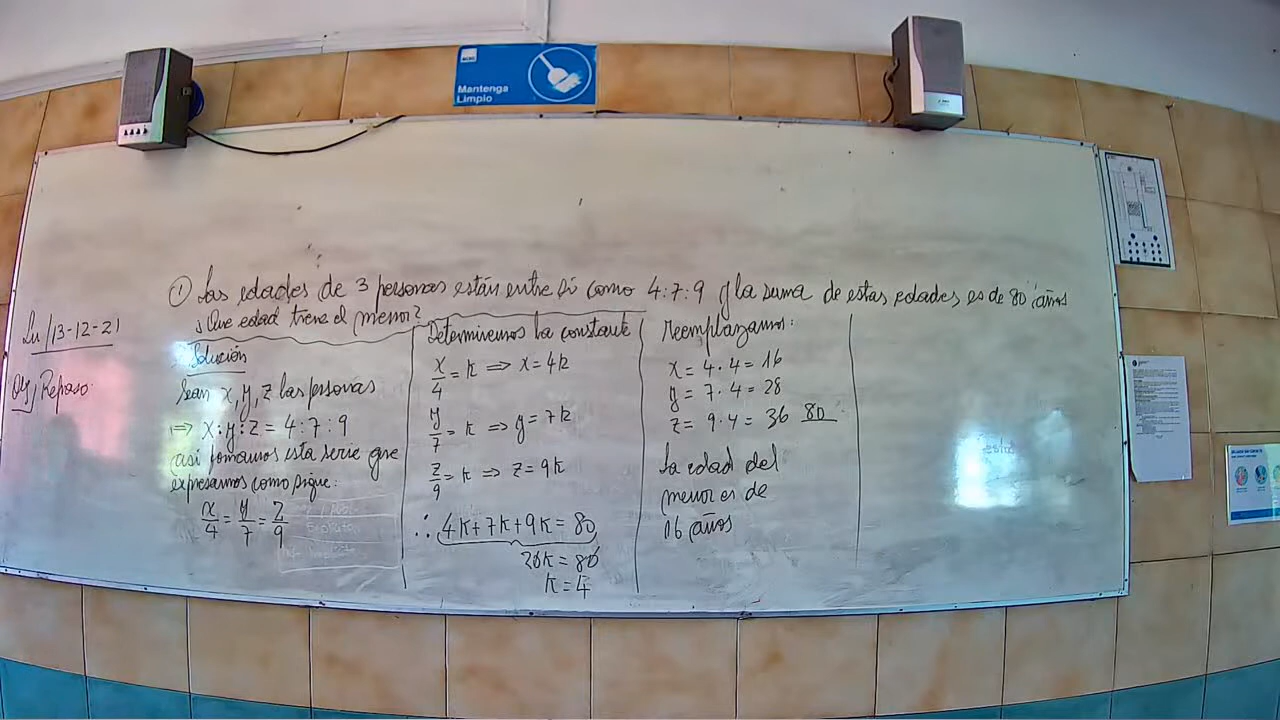 Mantenga
Limpio
Lu/13-12-21
Obj Repaso
① Las edades de 3 personas están entre sí como 4:7:9 y la suma de estas edades es de 80 años
¿Que edad tiene el menor?
Solución
Sean x, y, z las personas
⇒ x:y:z = 4:7:9
así tomamos esta serie que
expresamos como sigue:
x/4 = y/7 = z/9
Determinemos la constante
x/4 = k ⇒ x = 4k
y/7 = k ⇒ y = 7k
z/9 = k ⇒ z = 9k
∴ 4k+7k+9k = 80
20k = 80
k = 4
Reemplazamos:
x = 4·4 = 16
y = 7·4 = 28
z = 9·4 = 36 80
La edad del
menor es de
16 años